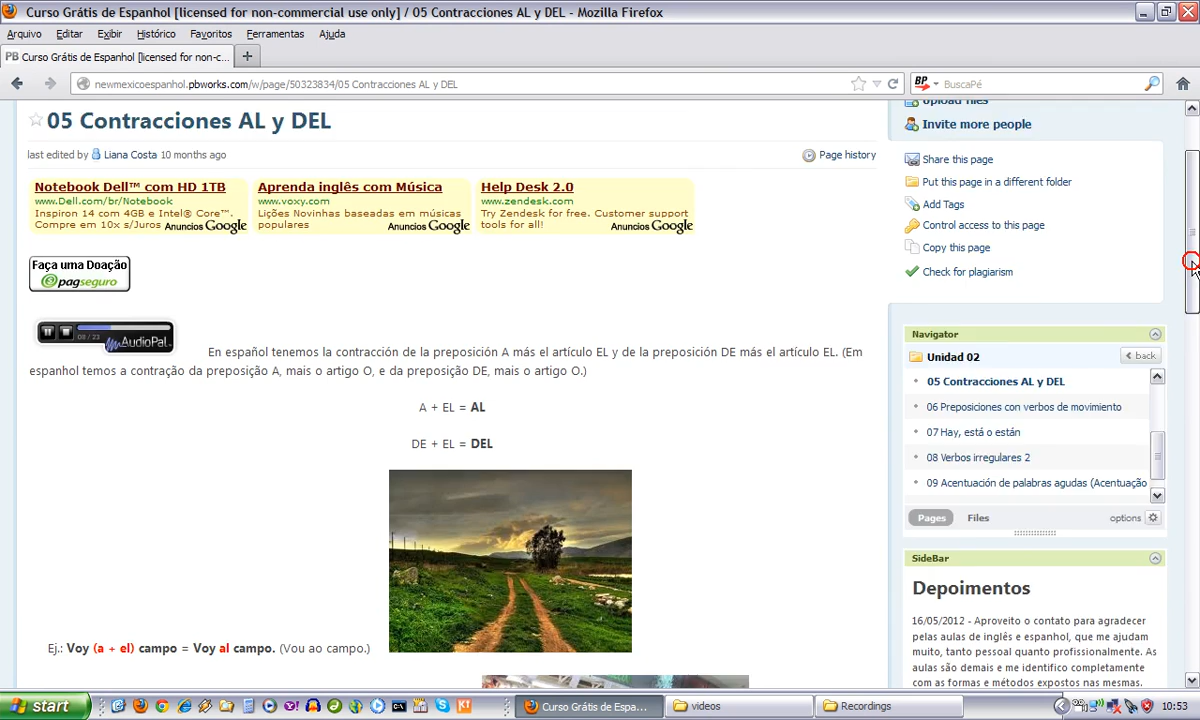 Curso Grátis de Espanhol [licensed for non-commercial use only] / 05 Contracciones AL y DEL - Mozilla Firefox
Arquivo Editar Exibir Histórico Favoritos Ferramentas Ajuda
PB Curso Grátis de Espanhol [licensed for non-c... +
newmexicoespanhol.pbworks.com/w/page/50323834/05 Contracciones AL y DEL
BP BuscaPé
05 Contracciones AL y DEL
last edited by Liana Costa 10 months ago
Page history
Notebook Dell™ com HD 1TB
www.Dell.com/br/Notebook
Inspiron 14 com 4GB e Intel® Core™.
Compre em 10x s/Juros Anuncios Google
Aprenda inglês com Música
www.voxy.com
Lições Novinhas baseadas em músicas
populares Anuncios Google
Help Desk 2.0
www.zendesk.com
Try Zendesk for free. Customer support
tools for all! Anuncios Google
Faça uma Doação
pagseguro
AudioPal
En español tenemos la contracción de la preposición A más el artículo EL y de la preposición DE más el artículo EL. (Em
espanhol temos a contração da preposição A, mais o artigo O, e da preposição DE, mais o artigo O.)
A + EL = AL
DE + EL = DEL
Ej.: Voy (a + el) campo = Voy al campo. (Vou ao campo.)
Upload files
Invite more people
Share this page
Put this page in a different folder
Add Tags
Control access to this page
Copy this page
Check for plagiarism
Navigator
Unidad 02
back
05 Contracciones AL y DEL
06 Preposiciones con verbos de movimiento
07 Hay, está o están
08 Verbos irregulares 2
09 Acentuación de palabras agudas (Acentuação
Pages Files options
SideBar
Depoimentos
16/05/2012 - Aproveito o contato para agradecer
pelas aulas de inglês e espanhol, que me ajudam
muito, tanto pessoal quanto profissionalmente. As
aulas são demais e me identifico completamente
com as formas e métodos expostos nas mesmas.
start
Curso Grátis de Espa...
videos
Recordings
10:53